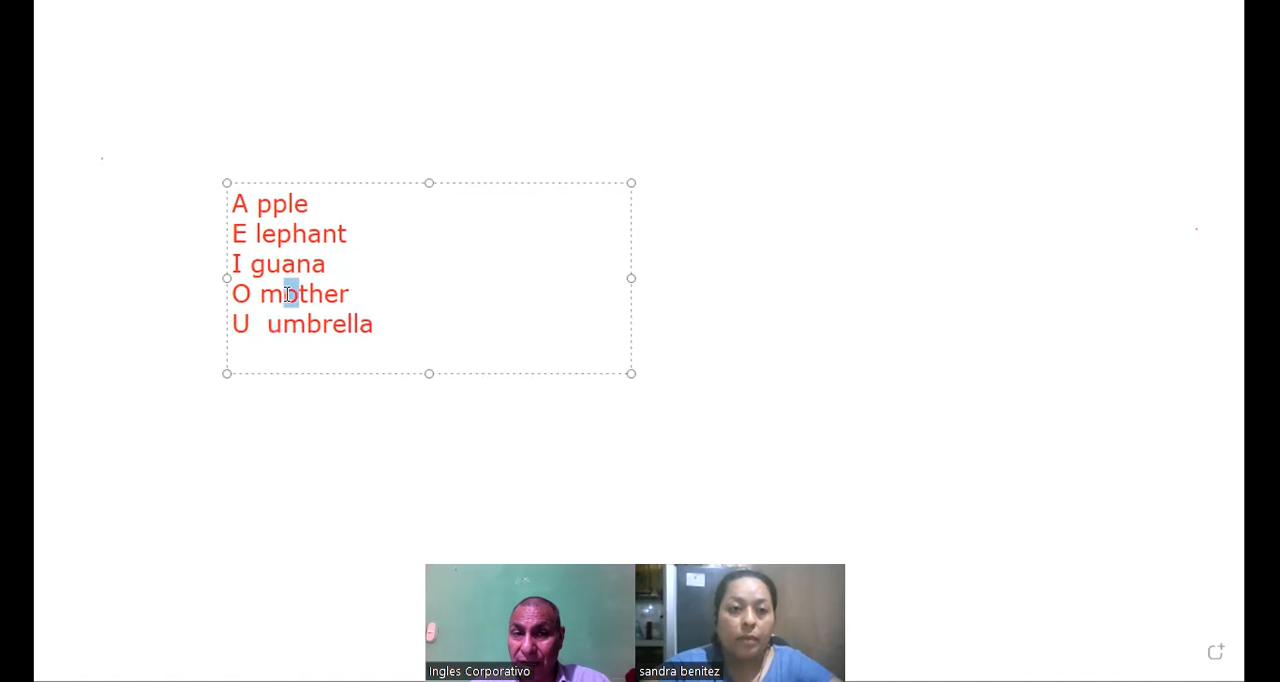 A pple
E lephant
I guana
O mother
U  umbrella
Ingles Corporativo
sandra benitez